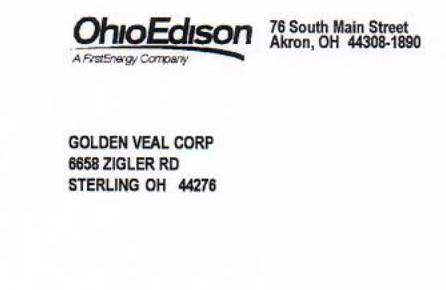 OhioEdison
A FirstEnergy Company
76 South Main Street
Akron, OH 44308-1890
GOLDEN VEAL CORP
6658 ZIGLER RD
STERLING OH 44276